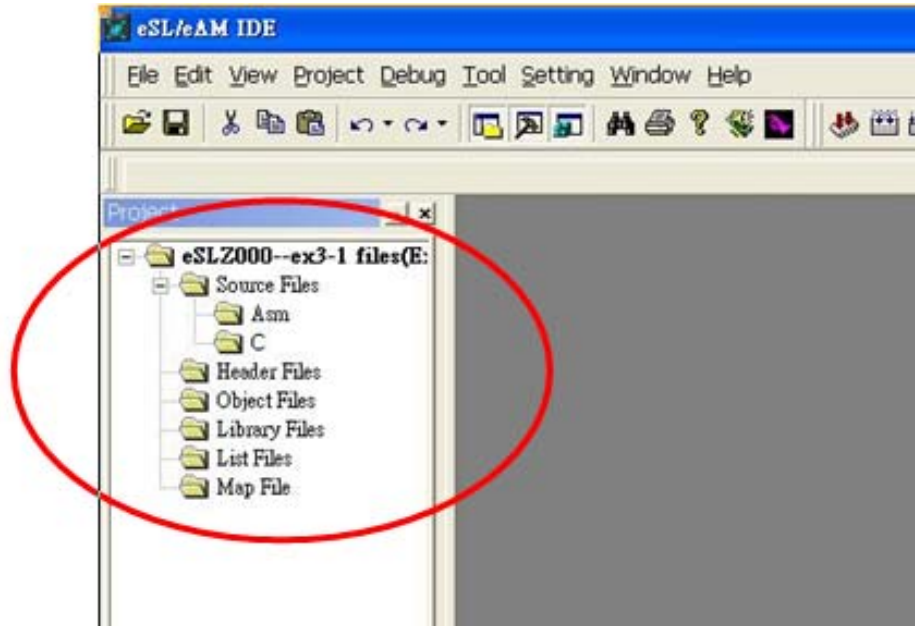 eSL/eAM IDE
File Edit View Project Debug Tool Setting Window Help
Project
eSLZ000--ex3-1 files(E:
Source Files
Asm
C
Header Files
Object Files
Library Files
List Files
Map File